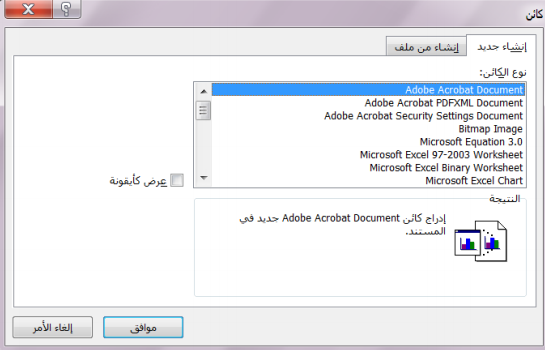 كائن
إنشاء جديد
إنشاء من ملف
نوع الكائن:
Adobe Acrobat Document
Adobe Acrobat PDFXML Document
Adobe Acrobat Security Settings Document
Bitmap Image
Microsoft Equation 3.0
Microsoft Excel 97-2003 Worksheet
Microsoft Excel Binary Worksheet
Microsoft Excel Chart
عرض كأيقونة
النتيجة
إدراج كائن Adobe Acrobat Document جديد في
المستند.
موافق
إلغاء الأمر